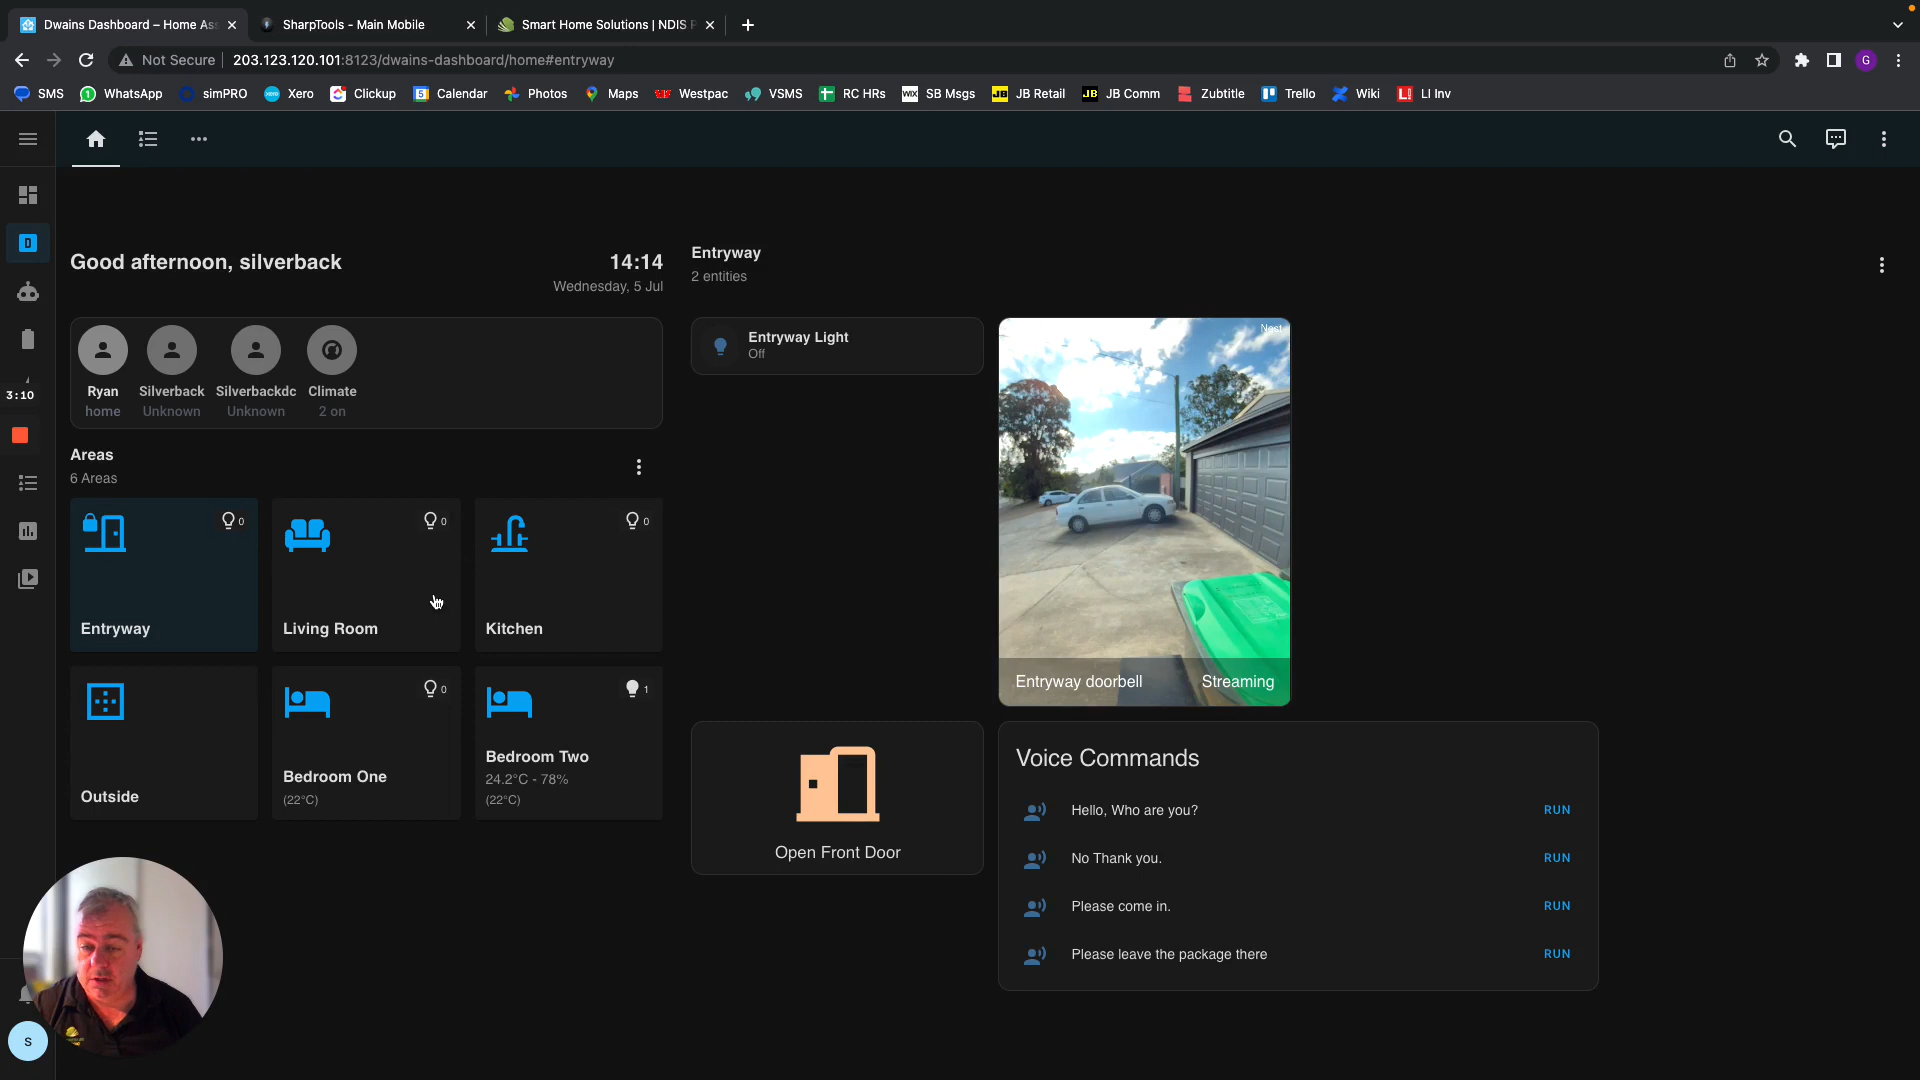 Dwains Dashboard – Home Ass
SharpTools - Main Mobile
Smart Home Solutions | NDIS P
Not Secure
203.123.120.101:8123/dwains-dashboard/home#entryway
G
SMS
WhatsApp
simPRO
Xero
Clickup
Calendar
Photos
Maps
Westpac
VSMS
RC HRs
WIX
SB Msgs
JB
JB Retail
JB
JB Comm
Zubtitle
Trello
Wiki
LI Inv
D
3:10
Good afternoon, silverback
14:14
Wednesday, 5 Jul
Ryan
home
Silverback
Unknown
Silverbackdc
Unknown
Climate
2 on
Areas
6 Areas
0
Entryway
0
Living Room
0
Kitchen
Outside
0
Bedroom One
(22°C)
1
Bedroom Two
24.2°C - 78%
(22°C)
S
Entryway
2 entities
Entryway Light
Off
Nest
Entryway doorbell
Streaming
Open Front Door
Voice Commands
Hello, Who are you?
RUN
No Thank you.
RUN
Please come in.
RUN
Please leave the package there
RUN